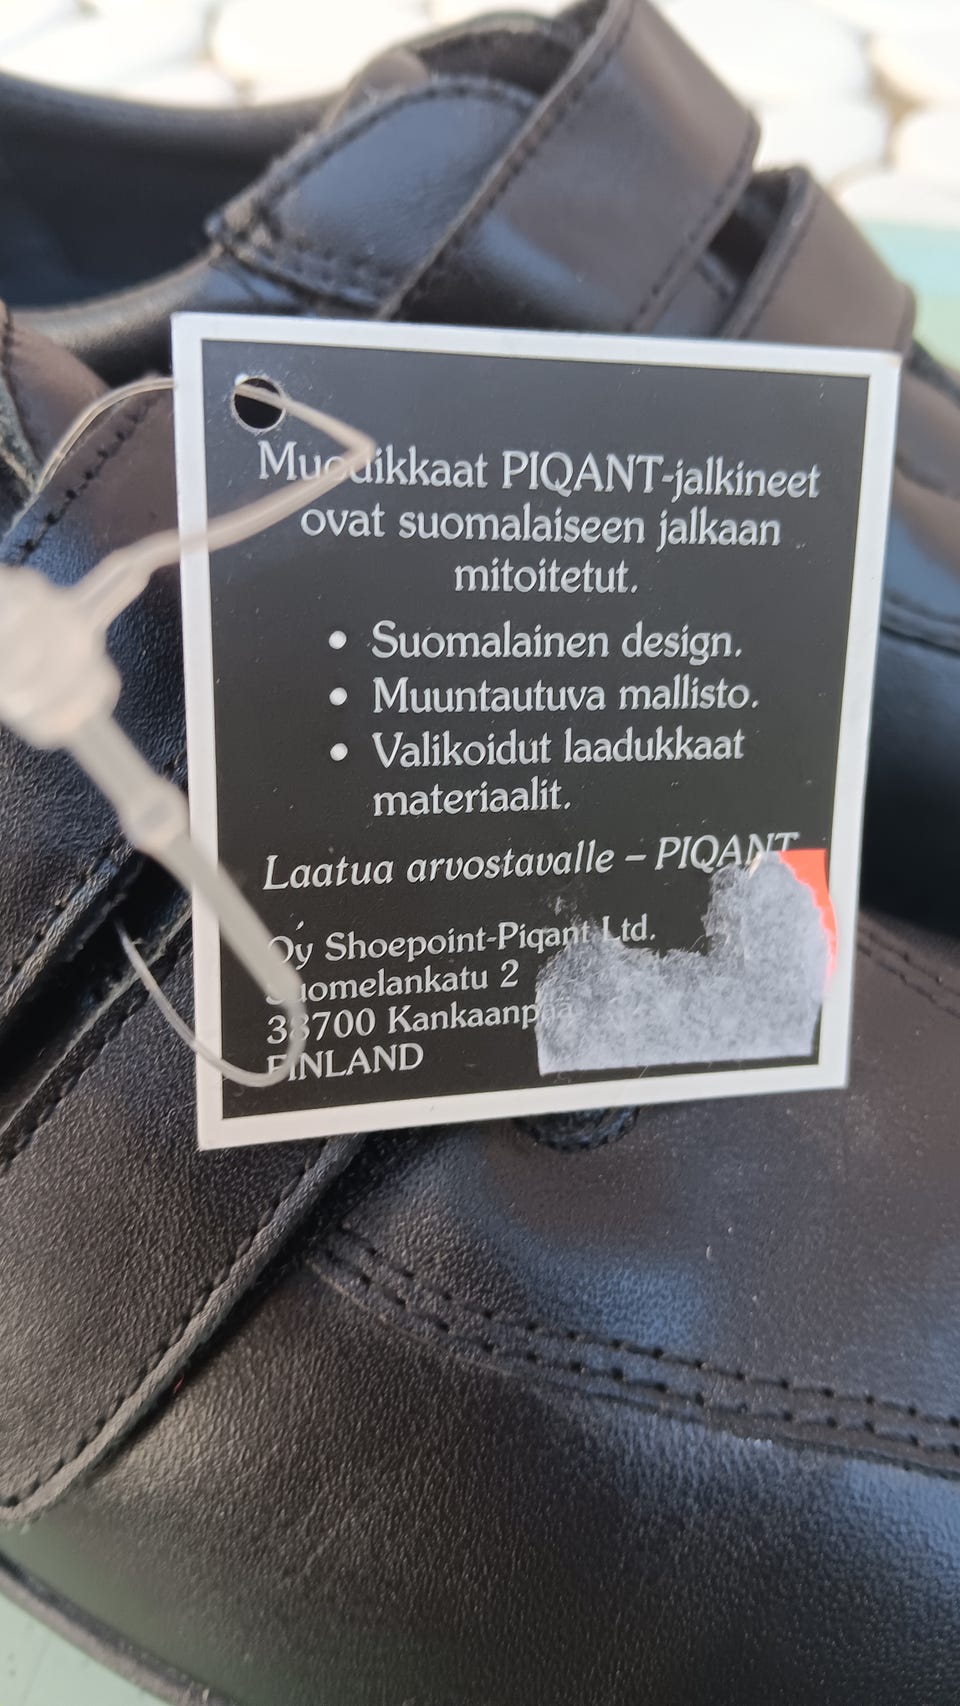 Muodikkaat PIQANT-jalkineet
ovat suomalaiseen jalkaan
mitoitetut.
• Suomalainen design.
• Muuntautuva mallisto.
• Valikoidut laadukkaat
materiaalit.
Laatua arvostavalle – PIQANT
Oy Shoepoint-Piqant Ltd.
Suomelankatu 2
38700 Kankaanpää
FINLAND